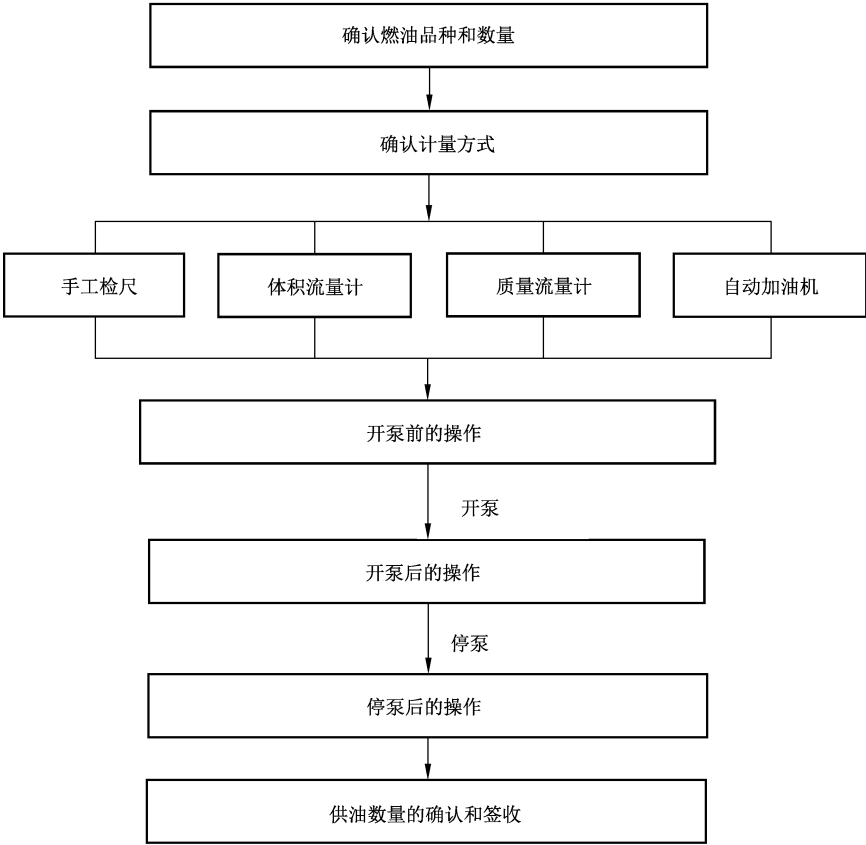 确认燃油品种和数量
确认计量方式
手工检尺
体积流量计
质量流量计
自动加油机
开泵前的操作
开泵
开泵后的操作
停泵
停泵后的操作
供油数量的确认和签收